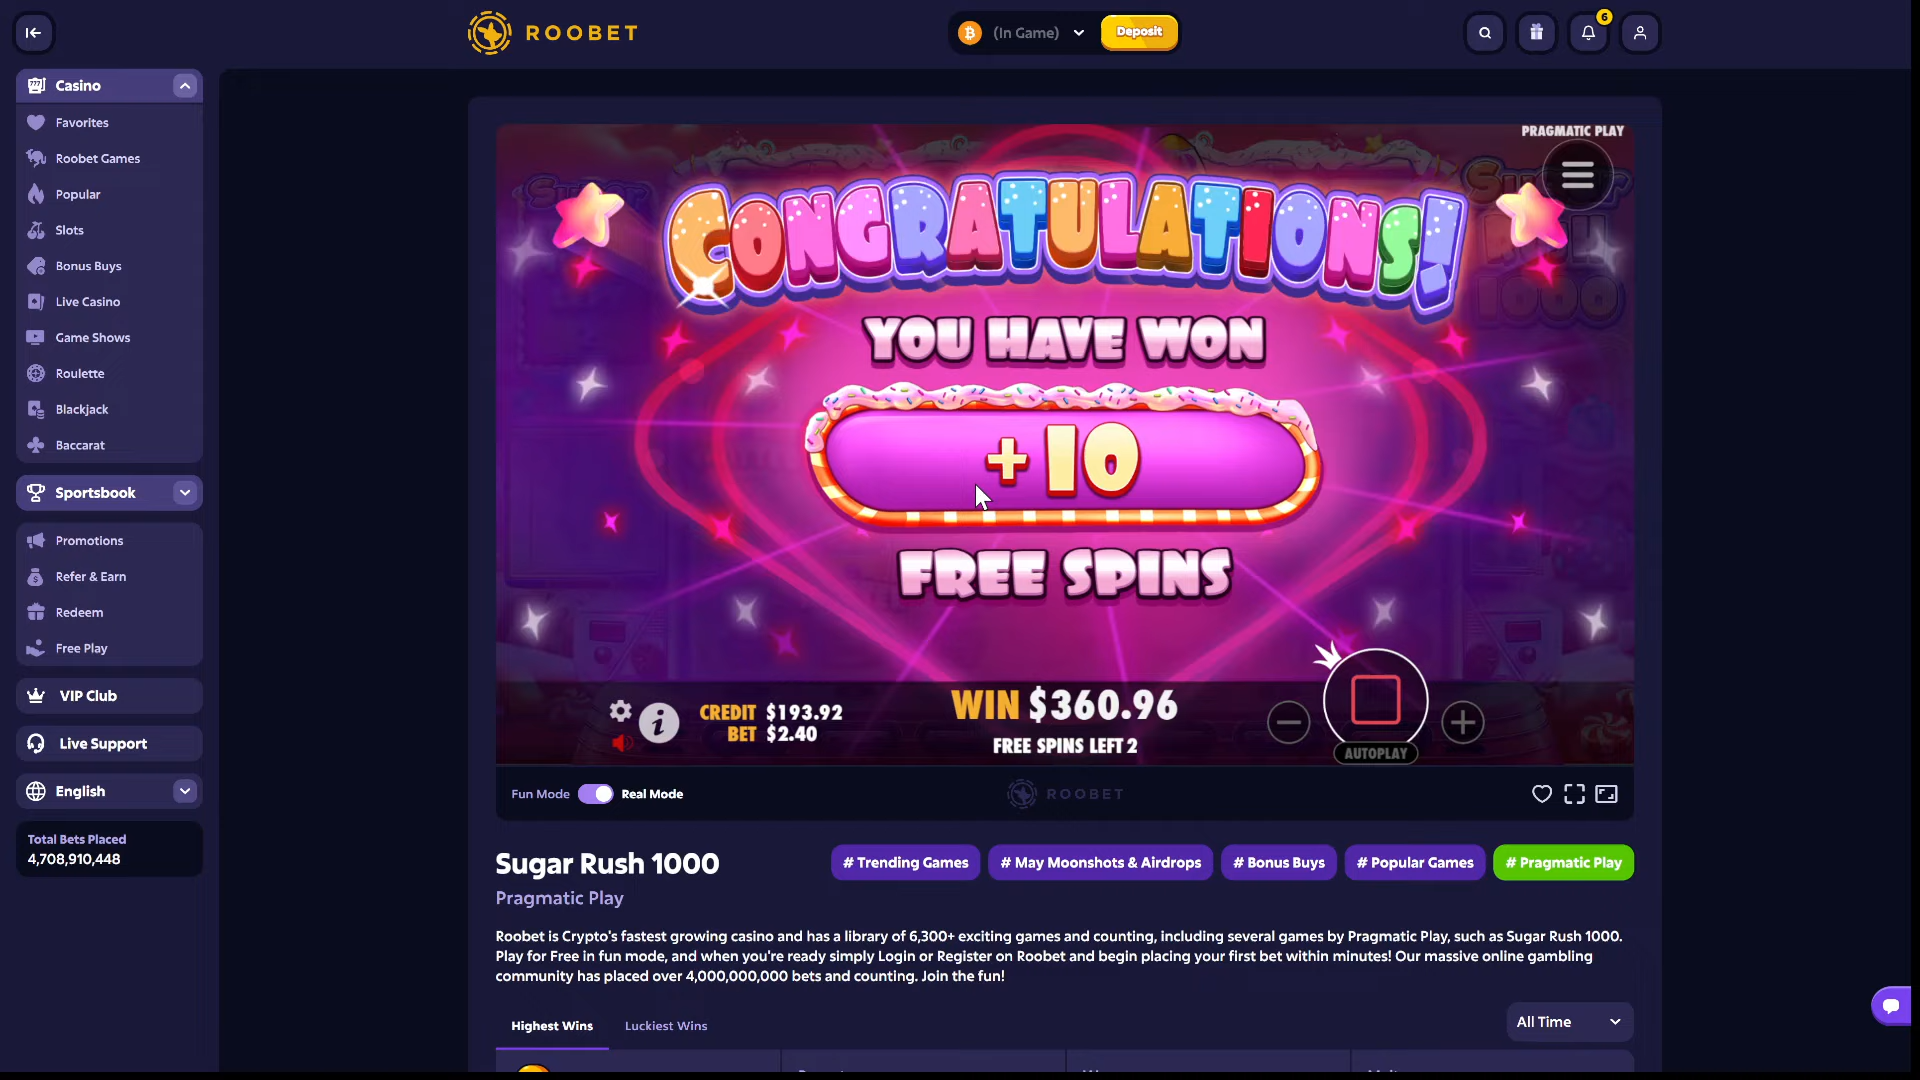 ROOBET
(In Game)
Deposit
6
Casino
Favorites
Roobet Games
Popular
Slots
Bonus Buys
Live Casino
Game Shows
Roulette
Blackjack
Baccarat
Sportsbook
Promotions
Refer & Earn
Redeem
Free Play
VIP Club
Live Support
English
Total Bets Placed
4,708,910,448
PRAGMATIC PLAY
CONGRATULATIONS!
YOU HAVE WON
+10
FREE SPINS
CREDIT $193.92
BET $2.40
WIN $360.96
FREE SPINS LEFT 2
AUTOPLAY
Fun Mode Real Mode
ROOBET
Sugar Rush 1000
Pragmatic Play
# Trending Games
# May Moonshots & Airdrops
# Bonus Buys
# Popular Games
# Pragmatic Play
Roobet is Crypto's fastest growing casino and has a library of 6,300+ exciting games and counting, including several games by Pragmatic Play, such as Sugar Rush 1000.
Play for Free in fun mode, and when you're ready simply Login or Register on Roobet and begin placing your first bet within minutes! Our massive online gambling
community has placed over 4,000,000,000 bets and counting. Join the fun!
Highest Wins
Luckiest Wins
All Time